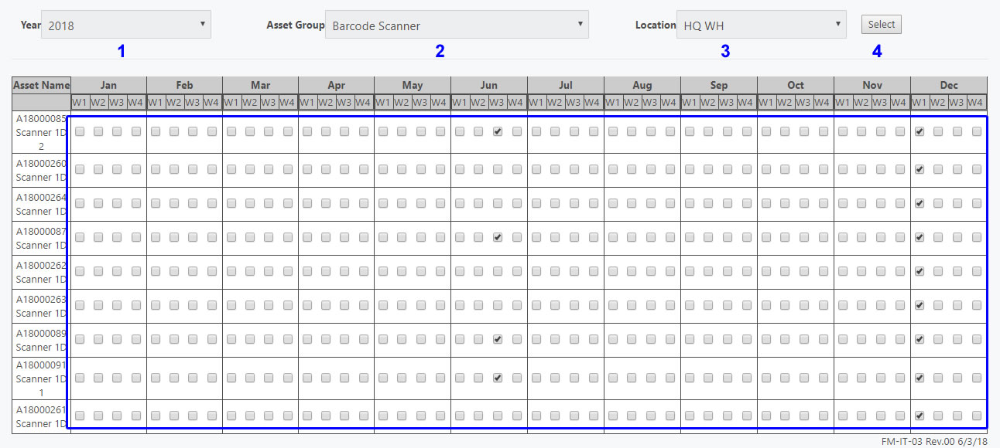 Year 2018 Asset Group Barcode Scanner Location HQ WH Select
1 2 3 4
Asset Name Jan Feb Mar Apr May Jun Jul Aug Sep Oct Nov Dec
W1 W2 W3 W4 W1 W2 W3 W4 W1 W2 W3 W4 W1 W2 W3 W4 W1 W2 W3 W4 W1 W2 W3 W4 W1 W2 W3 W4 W1 W2 W3 W4 W1 W2 W3 W4 W1 W2 W3 W4 W1 W2 W3 W4 W1 W2 W3 W4
A18000085
Scanner 1D
2
A18000260
Scanner 1D
A18000264
Scanner 1D
A18000087
Scanner 1D
A18000262
Scanner 1D
A18000263
Scanner 1D
A18000089
Scanner 1D
A18000091
Scanner 1D
1
A18000261
Scanner 1D
FM-IT-03 Rev.00 6/3/18